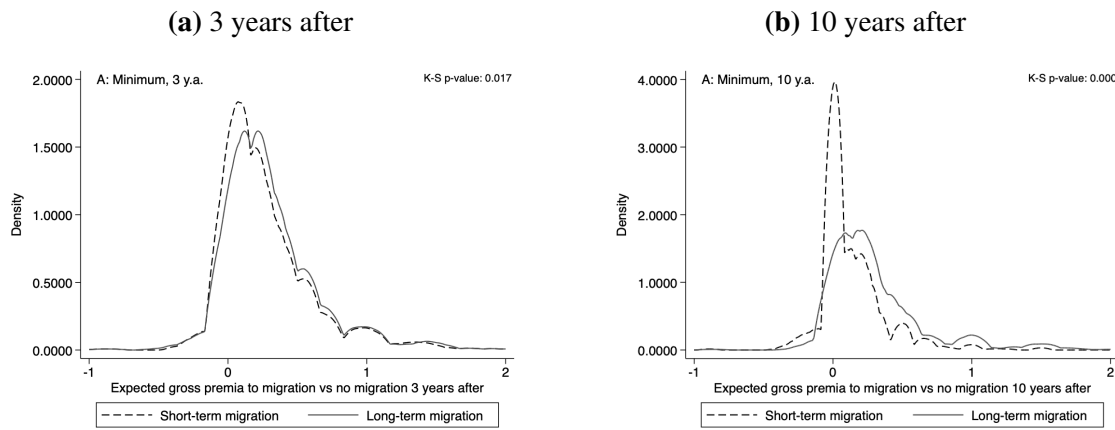 (a) 3 years after
A: Minimum, 3 y.a.
K-S p-value: 0.017
2.0000
1.5000
1.0000
0.5000
0.0000
Density
-1
0
1
2
Expected gross premia to migration vs no migration 3 years after
Short-term migration
Long-term migration
(b) 10 years after
A: Minimum, 10 y.a.
K-S p-value: 0.000
4.0000
3.0000
2.0000
1.0000
0.0000
Density
-1
0
1
2
Expected gross premia to migration vs no migration 10 years after
Short-term migration
Long-term migration